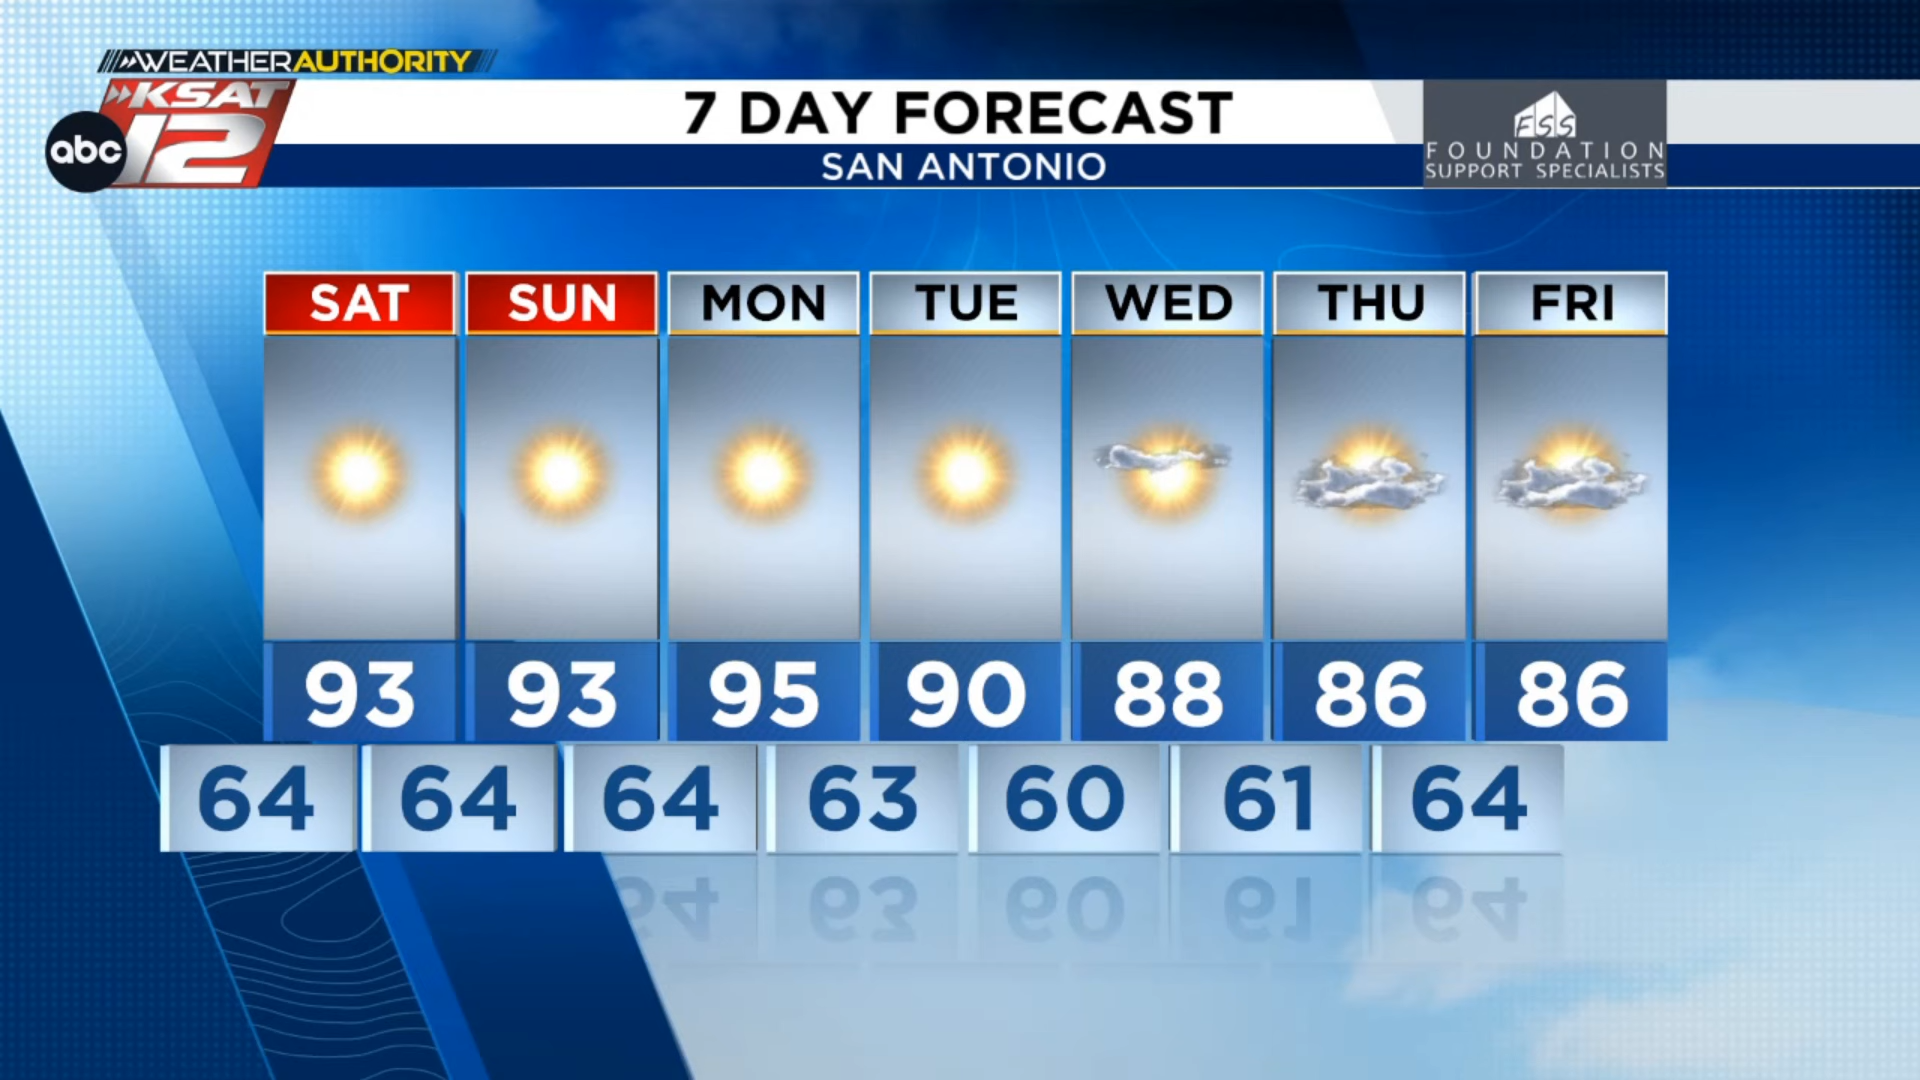 WEATHERAUTHORITY
KSAT
12
abc
7 DAY FORECAST
SAN ANTONIO
FSS
FOUNDATION
SUPPORT SPECIALISTS
SAT SUN MON TUE WED THU FRI
93 93 95 90 88 86 86
64 64 64 63 60 61 64